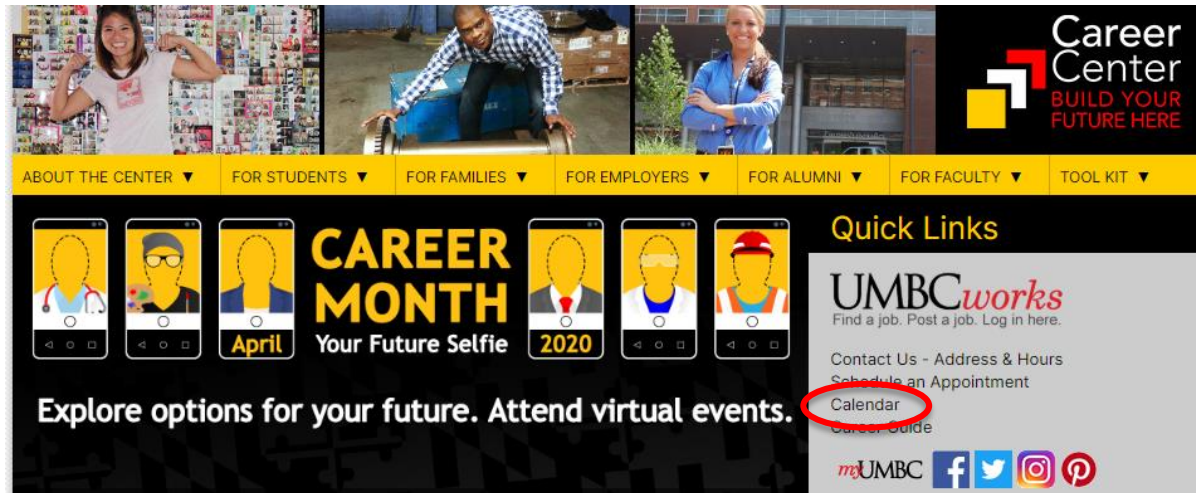 Career
Center
BUILD YOUR
FUTURE HERE
ABOUT THE CENTER ▼ FOR STUDENTS ▼ FOR FAMILIES ▼ FOR EMPLOYERS ▼ FOR ALUMNI ▼ FOR FACULTY ▼ TOOL KIT ▼
CAREER
MONTH
April Your Future Selfie 2020
Explore options for your future. Attend virtual events.
Quick Links
UMBCworks
Find a job. Post a job. Log in here.
Contact Us - Address & Hours
Schedule an Appointment
Calendar
Career Guide
myUMBC